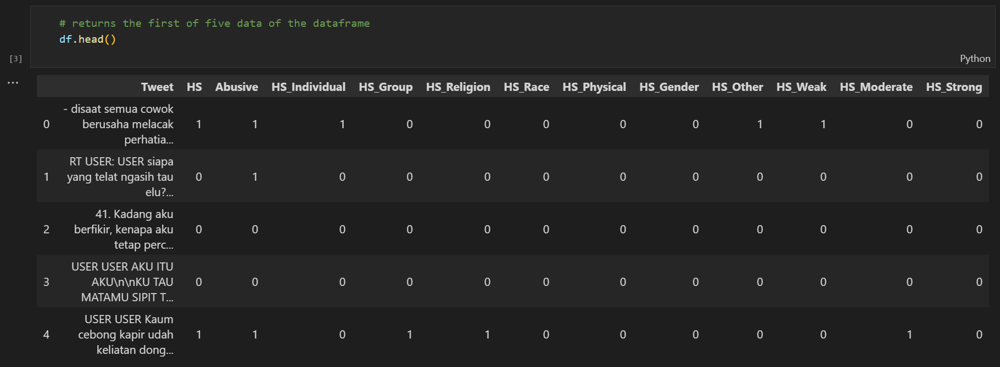 # returns the first of five data of the dataframe
df.head()
[3]
Python
...
Tweet HS Abusive HS_Individual HS_Group HS_Religion HS_Race HS_Physical HS_Gender HS_Other HS_Weak HS_Moderate HS_Strong
- disaat semua cowok
0 berusaha melacak 1 1 1 0 0 0 0 0 1 1 0 0
perhatia...
RT USER: USER siapa
1 yang telat ngasih tau 0 1 0 0 0 0 0 0 0 0 0 0
elu?...
41. Kadang aku
2 berfikir, kenapa aku 0 0 0 0 0 0 0 0 0 0 0 0
tetap perc...
USER USER AKU ITU
3 AKU\n\nKU TAU 0 0 0 0 0 0 0 0 0 0 0 0
MATAMU SIPIT T...
USER USER Kaum
4 cebong kapir udah 1 1 0 1 1 0 0 0 0 0 1 0
keliatan dong...